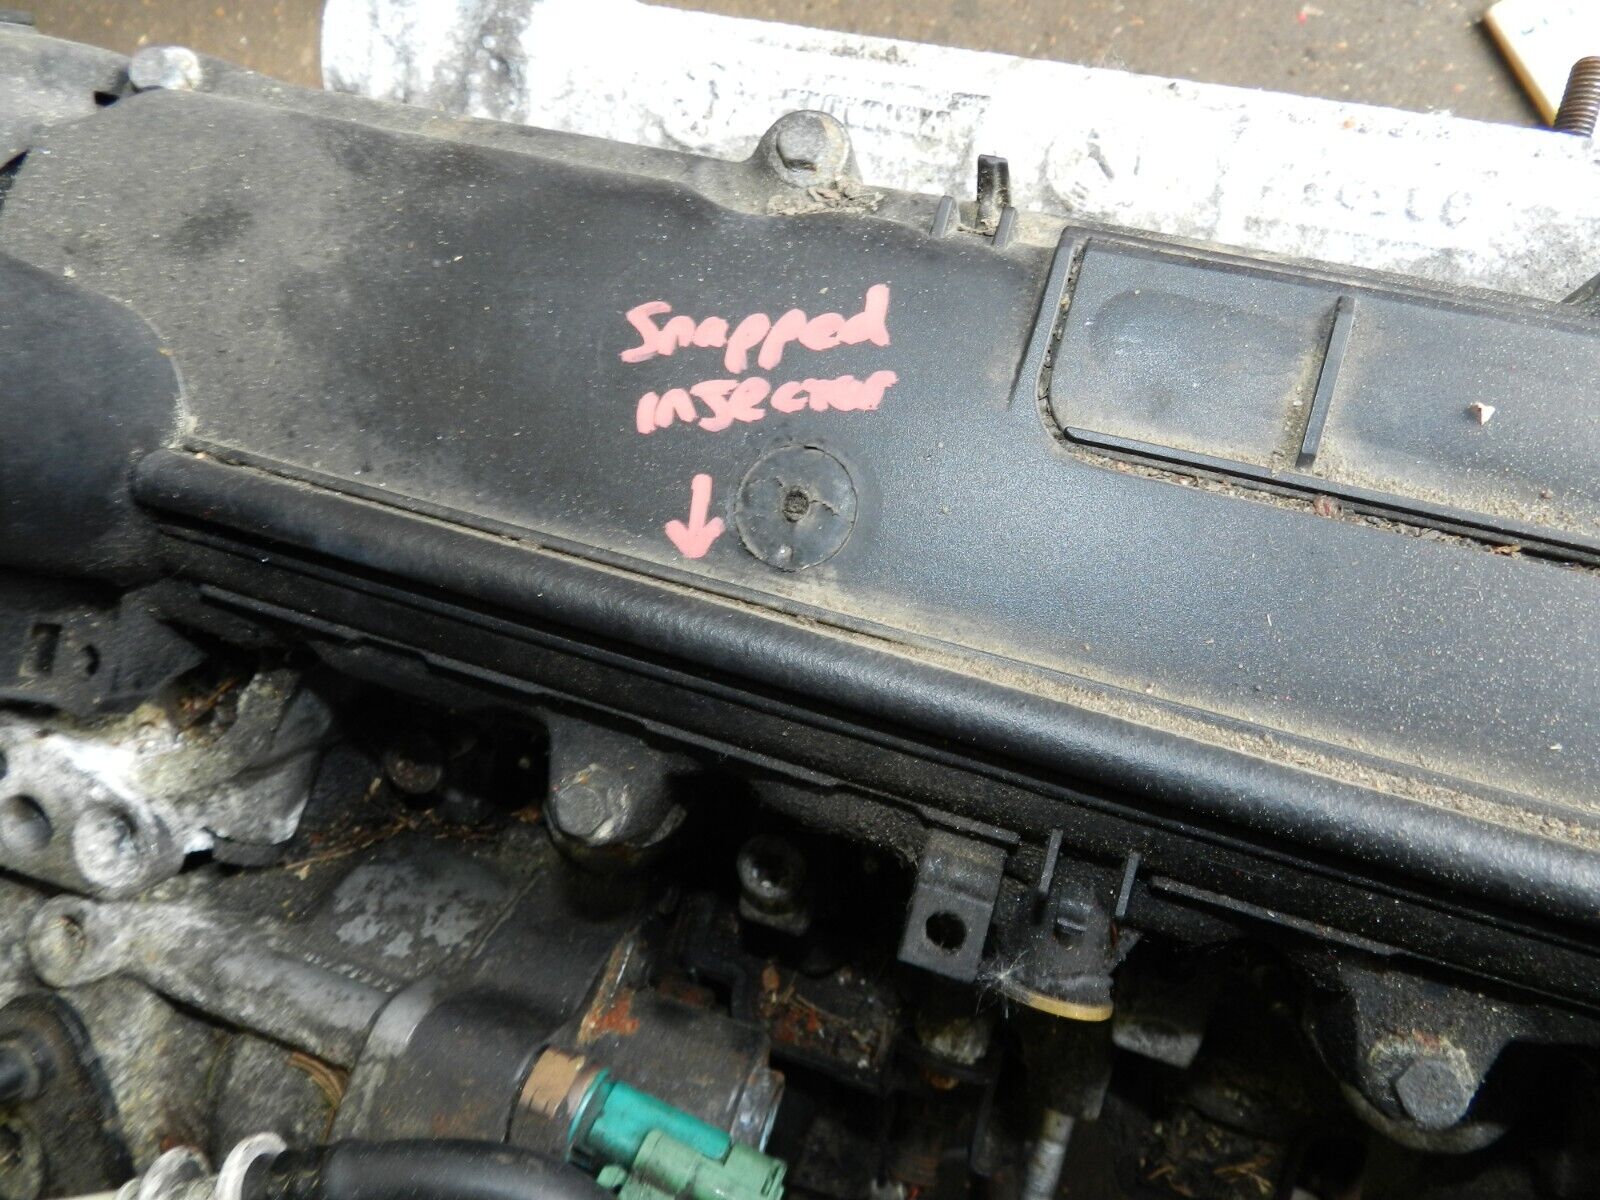 Snapped
injector